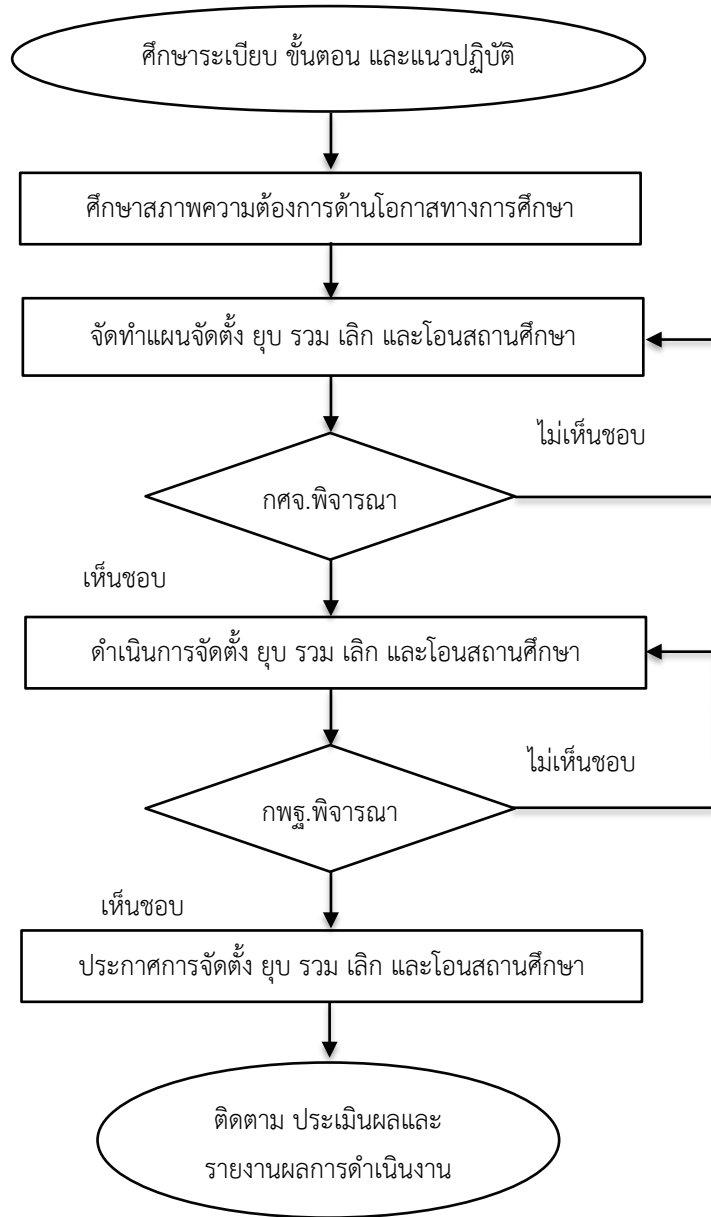 ศึกษาระเบียบ ขั้นตอน และแนวปฏิบัติ
ศึกษาสภาพความต้องการด้านโอกาสทางการศึกษา
จัดทำแผนจัดตั้ง ยุบ รวม เลิก และโอนสถานศึกษา
ไม่เห็นชอบ
กศจ.พิจารณา
เห็นชอบ
ดำเนินการจัดตั้ง ยุบ รวม เลิก และโอนสถานศึกษา
ไม่เห็นชอบ
กพฐ.พิจารณา
เห็นชอบ
ประกาศการจัดตั้ง ยุบ รวม เลิก และโอนสถานศึกษา
ติดตาม ประเมินผลและ
รายงานผลการดำเนินงาน